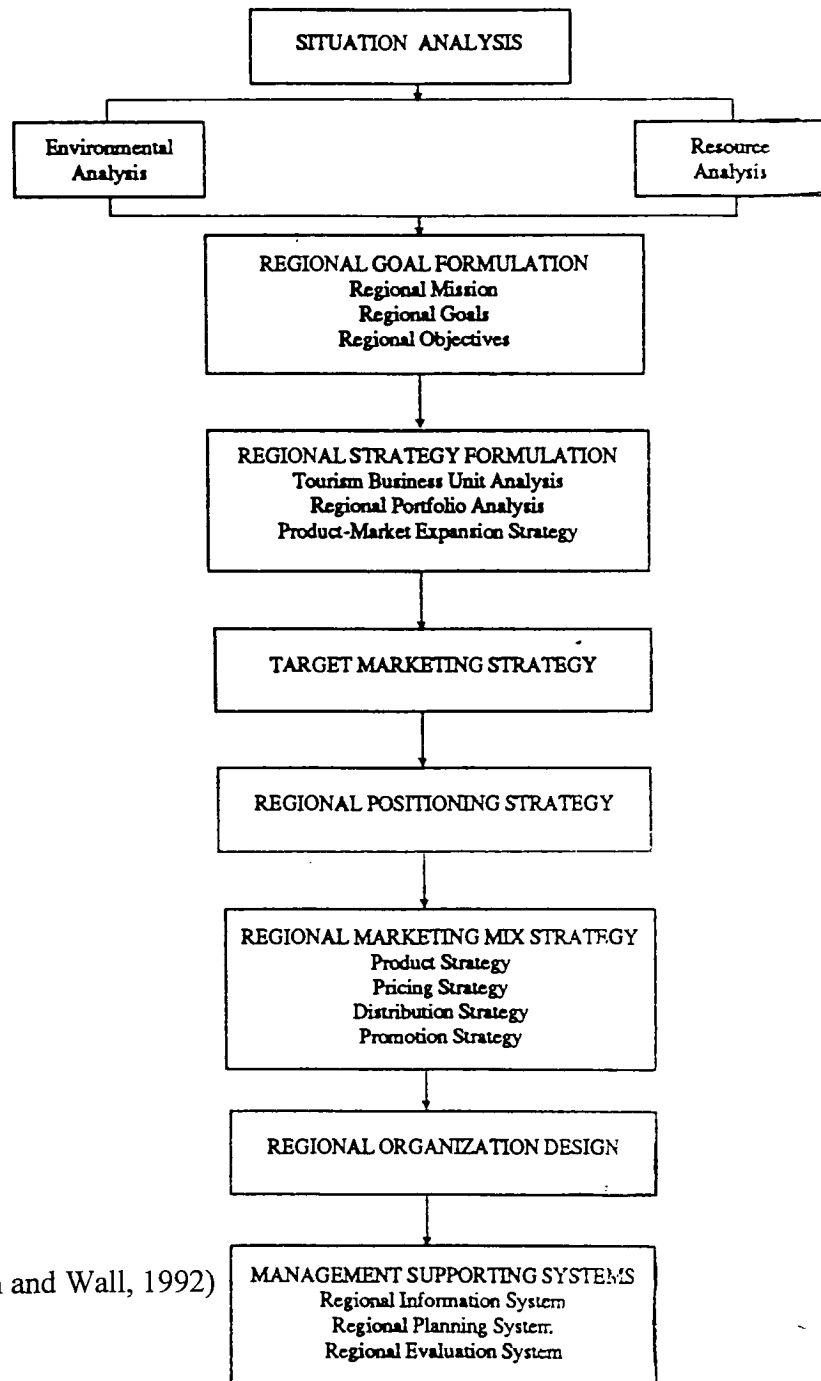 SITUATION ANALYSIS
Environmental
Analysis
Resource
Analysis
REGIONAL GOAL FORMULATION
Regional Mission
Regional Goals
Regional Objectives
REGIONAL STRATEGY FORMULATION
Tourism Business Unit Analysis
Regional Portfolio Analysis
Product-Market Expansion Strategy
TARGET MARKETING STRATEGY
REGIONAL POSITIONING STRATEGY
REGIONAL MARKETING MIX STRATEGY
Product Strategy
Pricing Strategy
Distribution Strategy
Promotion Strategy
REGIONAL ORGANIZATION DESIGN
and Wall, 1992)
MANAGEMENT SUPPORTING SYSTEMS
Regional Information System
Regional Planning System
Regional Evaluation System